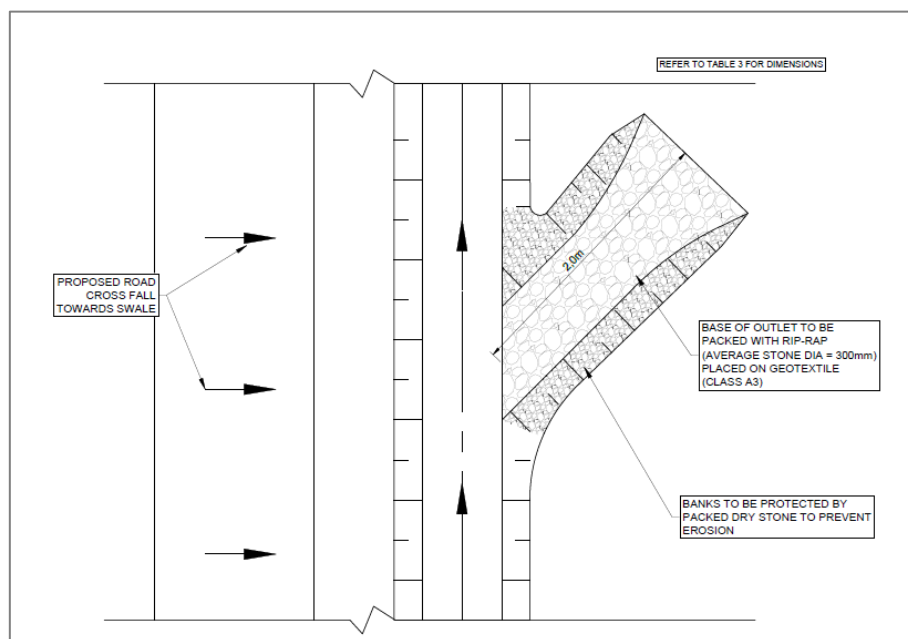 REFER TO TABLE 3 FOR DIMENSIONS
2,0m
PROPOSED ROAD
CROSS FALL
TOWARDS SWALE
BASE OF OUTLET TO BE
PACKED WITH RIP-RAP
(AVERAGE STONE DIA = 300mm)
PLACED ON GEOTEXTILE
(CLASS A3)
BANKS TO BE PROTECTED BY
PACKED DRY STONE TO PREVENT
EROSION